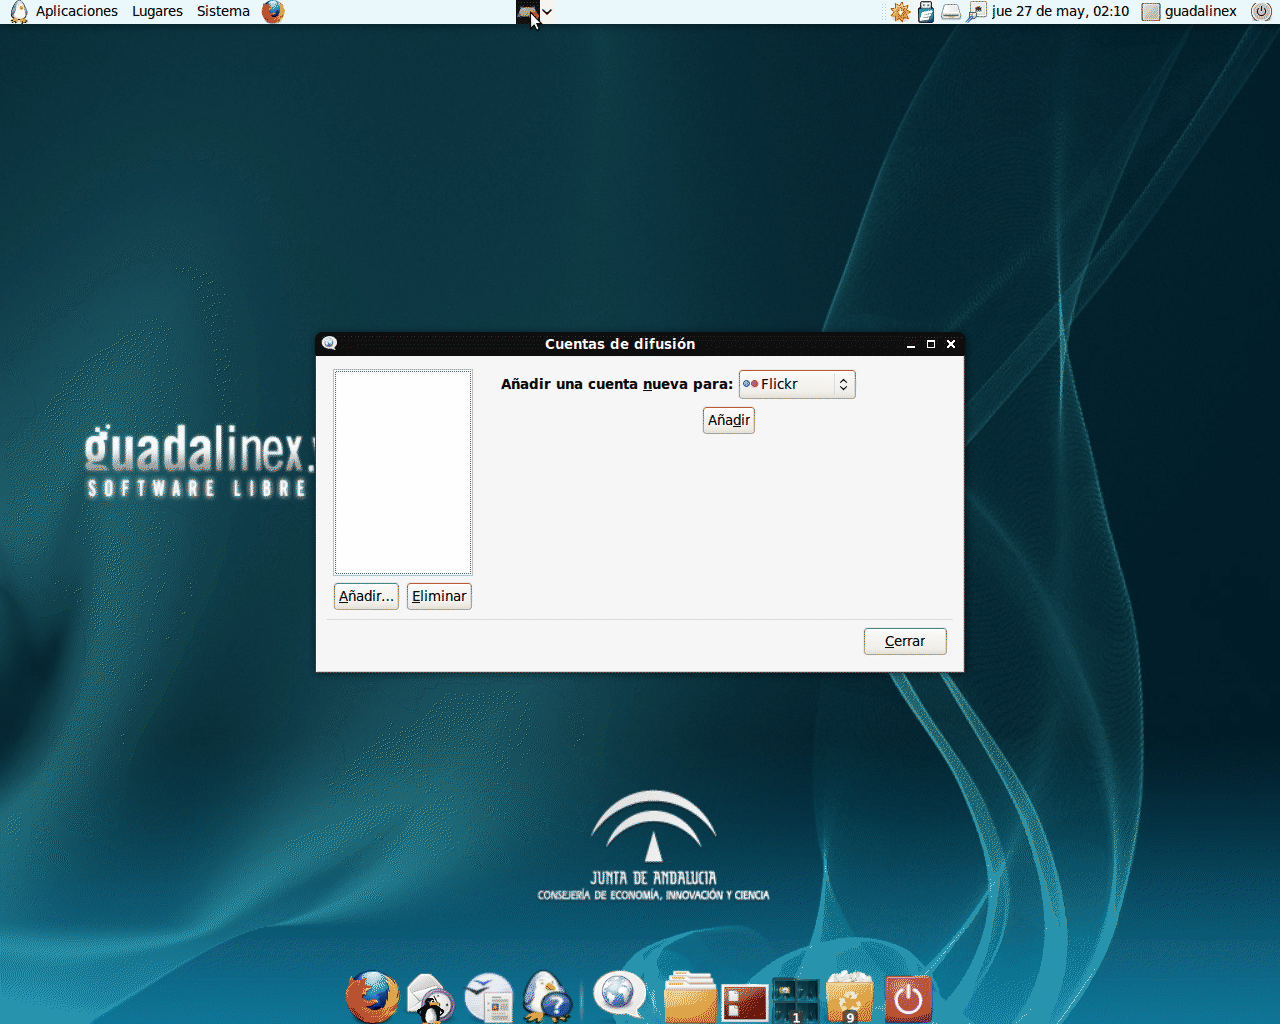 Aplicaciones Lugares Sistema jue 27 de may, 02:10 guadalinex
Cuentas de difusión
Añadir una cuenta nueva para: Flickr
Añadir
guadalinex.
SOFTWARE LIBRE
Añadir... Eliminar
Cerrar
JUNTA DE ANDALUCIA
CONSEJERÍA DE ECONOMÍA, INNOVACIÓN Y CIENCIA
1 9